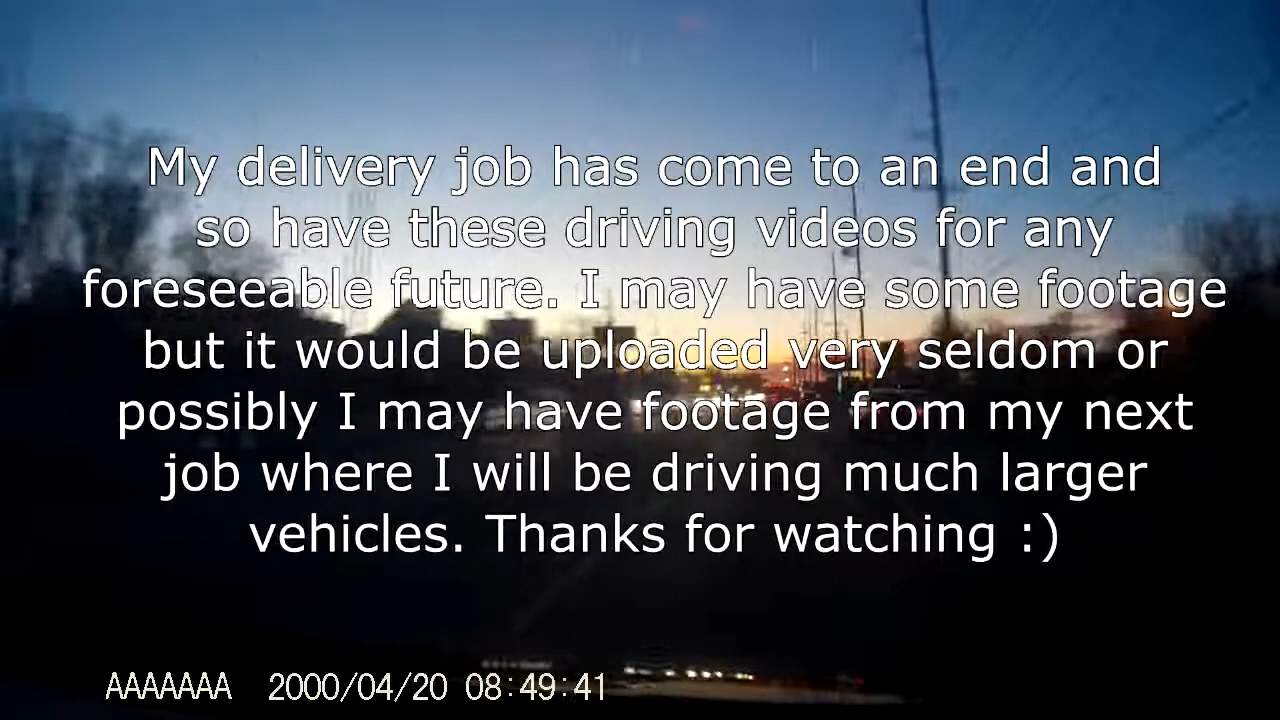 My delivery job has come to an end and
so have these driving videos for any
foreseeable future. I may have some footage
but it would be uploaded very seldom or
possibly I may have footage from my next
job where I will be driving much larger
vehicles. Thanks for watching :)
AAAAAAA 2000/04/20 08:49:41